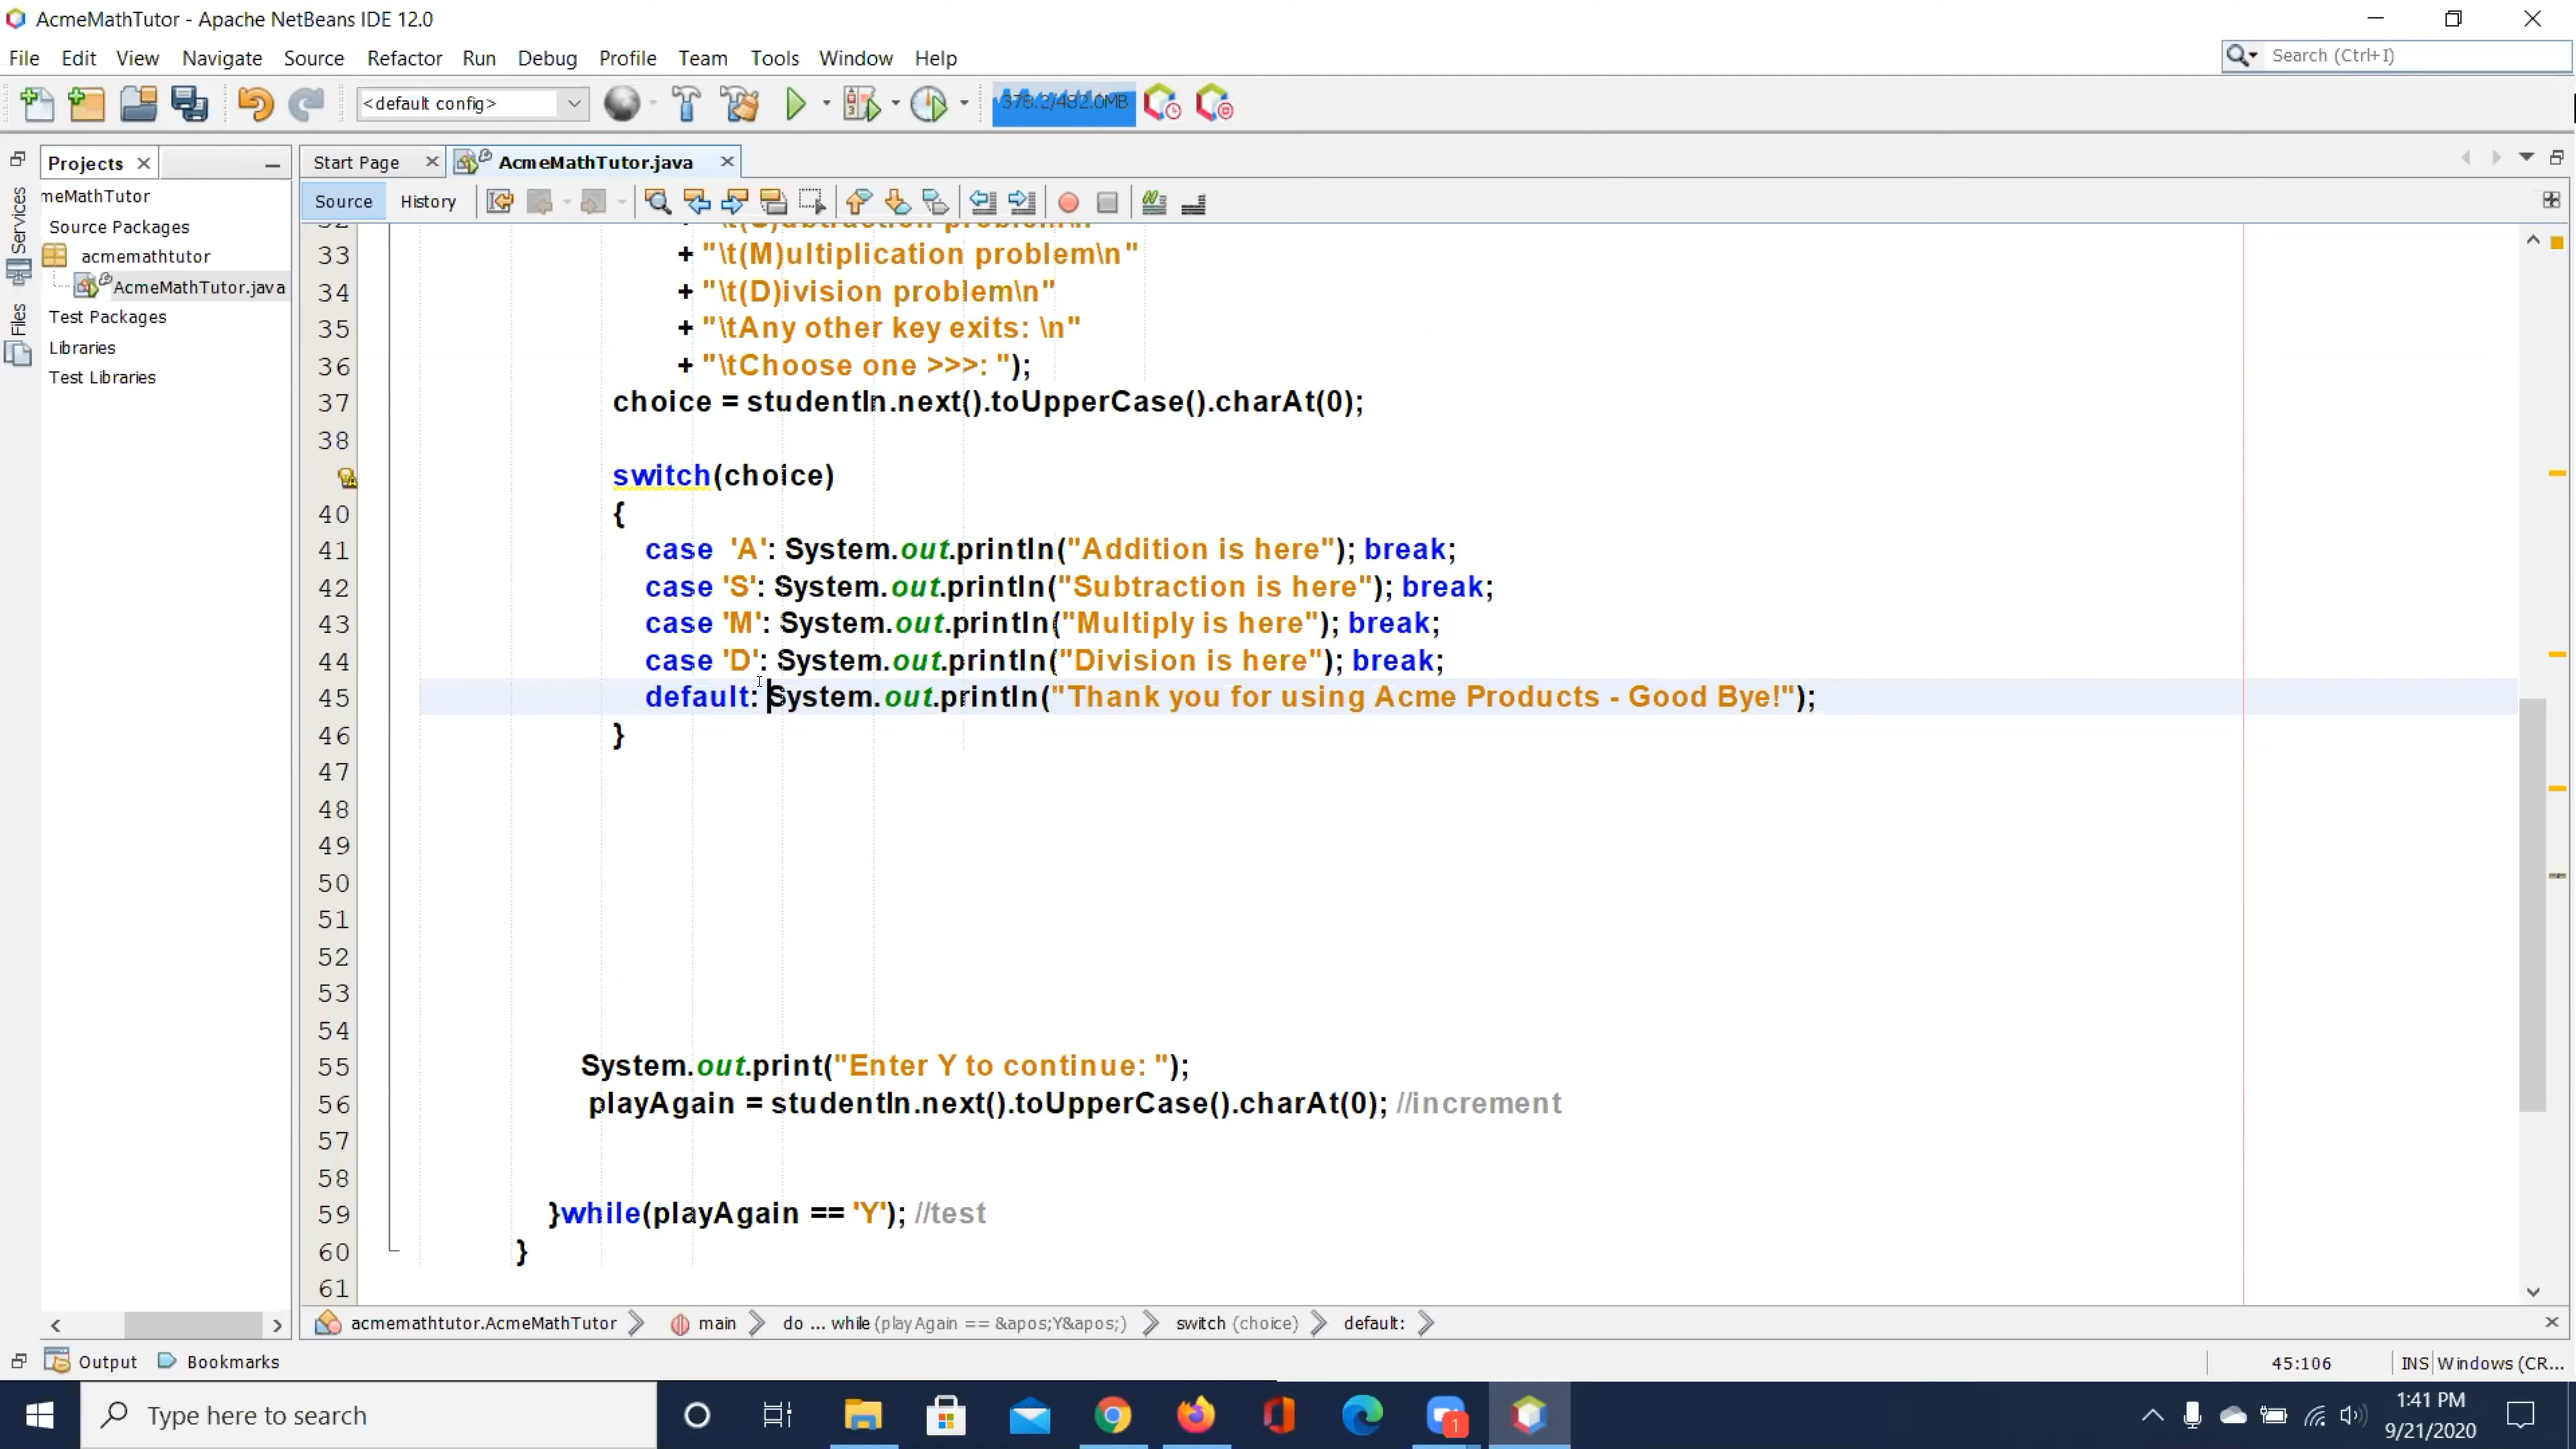 AcmeMathTutor - Apache NetBeans IDE 12.0
File Edit View Navigate Source Refactor Run Debug Profile Team Tools Window Help
Search (Ctrl+I)
<default config>
378.2/432.0MB
Projects
Start Page
AcmeMathTutor.java
meMathTutor
Source History
Source Packages
acmemathtutor
AcmeMathTutor.java
Test Packages
Libraries
Test Libraries
Services
Files
33 + "\t(M)ultiplication problem\n"
34 + "\t(D)ivision problem\n"
35 + "\tAny other key exits: \n"
36 + "\tChoose one >>>: ");
37 choice = studentIn.next().toUpperCase().charAt(0);
38
switch(choice)
40 {
41 case 'A': System.out.println("Addition is here"); break;
42 case 'S': System.out.println("Subtraction is here"); break;
43 case 'M': System.out.println("Multiply is here"); break;
44 case 'D': System.out.println("Division is here"); break;
45 default: System.out.println("Thank you for using Acme Products - Good Bye!");
46 }
47
48
49
50
51
52
53
54
55 System.out.print("Enter Y to continue: ");
56 playAgain = studentIn.next().toUpperCase().charAt(0); //increment
57
58
59 }while(playAgain == 'Y'); //test
60 }
61
acmemathtutor.AcmeMathTutor main do ... while (playAgain == &apos;Y&apos;) switch (choice) default:
Output Bookmarks
45:106 INS Windows (CR...
Type here to search
1
1:41 PM
9/21/2020